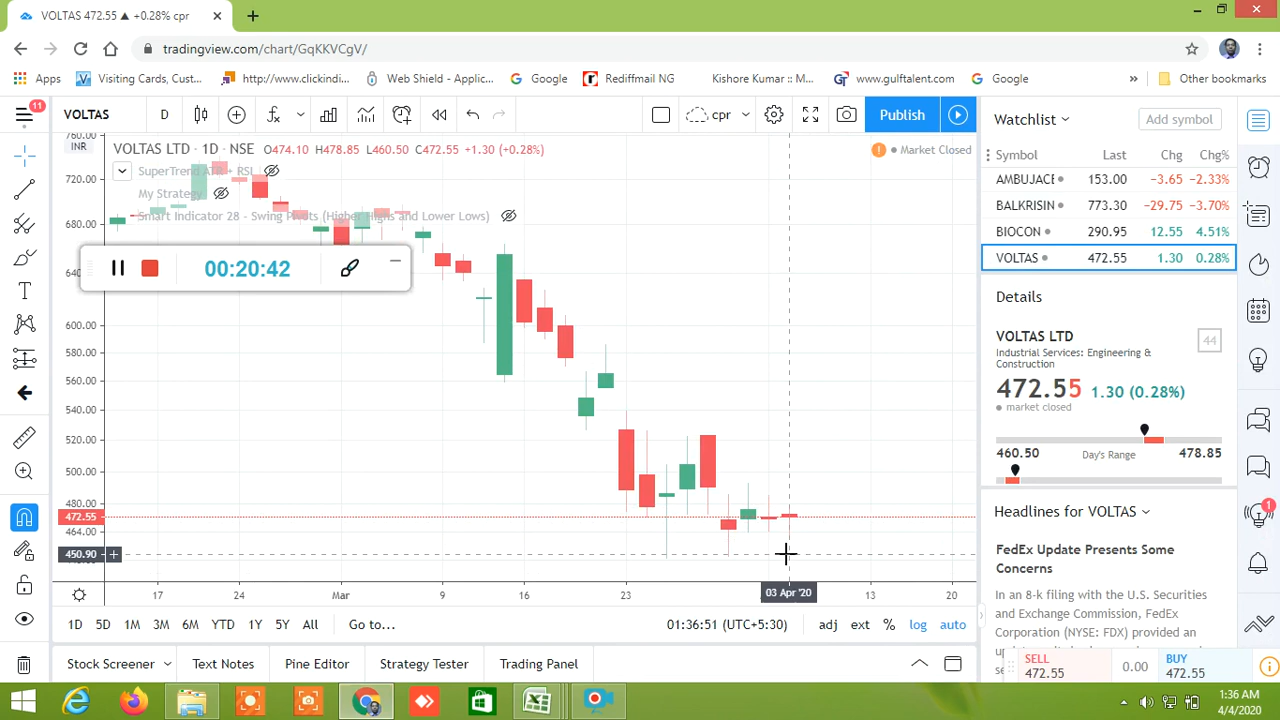 VOLTAS 472.55 ▲ +0.28% cpr
tradingview.com/chart/GqKKVCgV/
Apps Visiting Cards, Cust... http://www.clickindi... Web Shield - Applic... Google Rediffmail NG Kishore Kumar :: M... www.gulftalent.com Google » Other bookmarks
11 VOLTAS D cpr Publish
Watchlist Add symbol
Symbol Last Chg Chg%
AMBUJACE 153.00 −3.65 −2.33%
BALKRISIN 773.30 −29.75 −3.70%
BIOCON 290.95 12.55 4.51%
VOLTAS 472.55 1.30 0.28%
Details
VOLTAS LTD 44
Industrial Services: Engineering &
Construction
472.55 1.30 (0.28%)
market closed
460.50 Day's Range 478.85
Headlines for VOLTAS
FedEx Update Presents Some
Concerns
In an 8-k filing with the U.S. Securities
and Exchange Commission, FedEx
Corporation (NYSE: FDX) provided an
SELL
472.55
0.00
BUY
472.55
1
760.00
INR
VOLTAS LTD · 1D · NSE O474.10 H478.85 L460.50 C472.55 +1.30 (+0.28%)
Market Closed
SuperTrend ATR + RSI
My Strategy
Smart Indicator 28 - Swing Pivots (Higher Highs and Lower Lows)
00:20:42
720.00
680.00
600.00
580.00
560.00
540.00
520.00
500.00
480.00
472.55
464.00
450.90
17 24 Mar 9 16 23 03 Apr '20 13 20
1D 5D 1M 3M 6M YTD 1Y 5Y All Go to... 01:36:51 (UTC+5:30) adj ext % log auto
Stock Screener Text Notes Pine Editor Strategy Tester Trading Panel
1:36 AM
4/4/2020